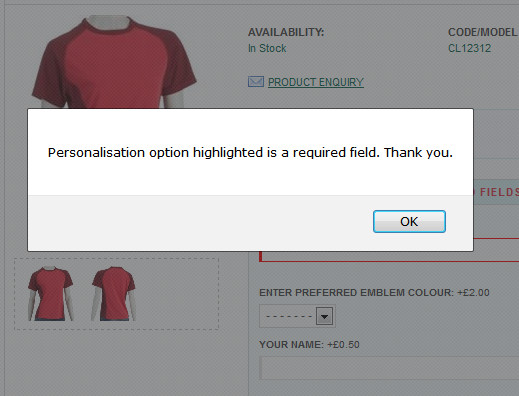 AVAILABILITY:
CODE/MODEL
In Stock
CL12312
PRODUCT ENQUIRY
Personalisation option highlighted is a required field. Thank you.
FIELDS
OK
ENTER PREFERRED EMBLEM COLOUR: +£2.00
-------
YOUR NAME: +£0.50